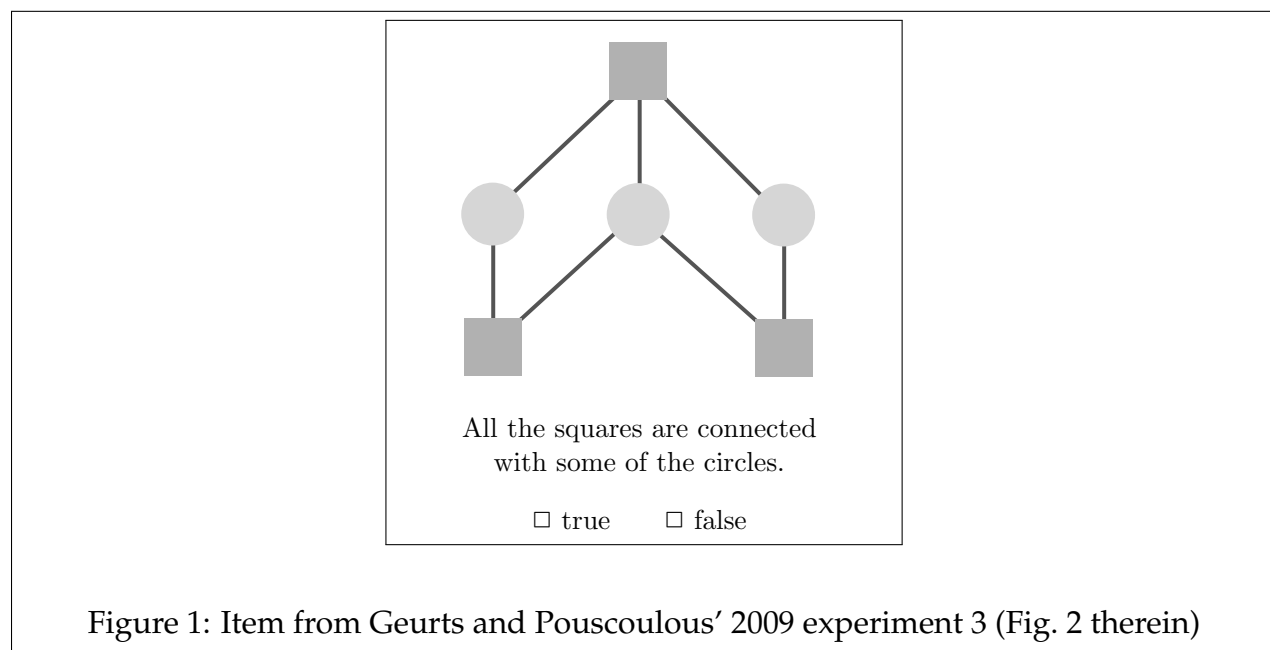 All the squares are connected
with some of the circles.
□ true □ false
Figure 1: Item from Geurts and Pouscoulous’ 2009 experiment 3 (Fig. 2 therein)